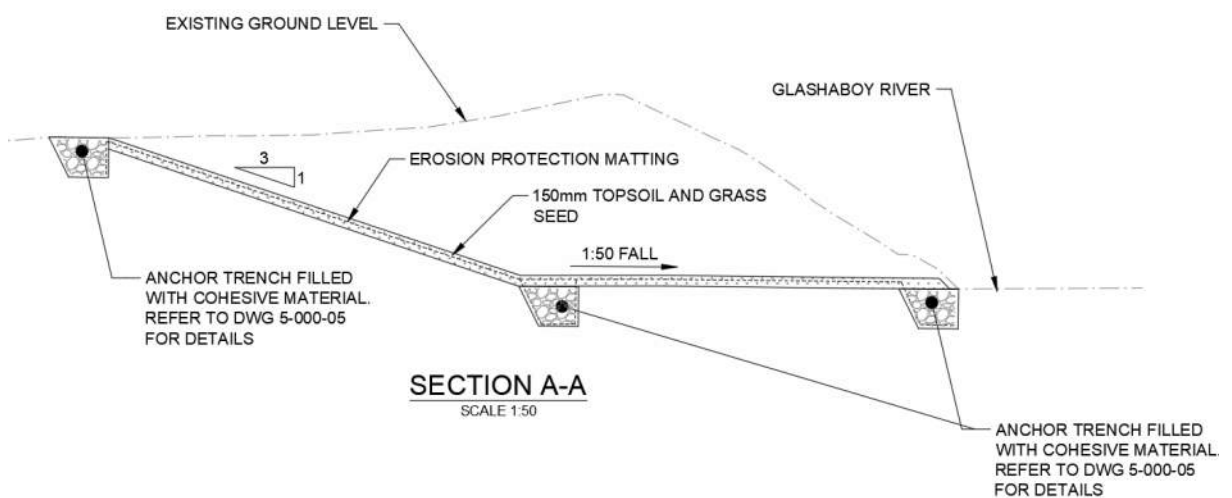 EXISTING GROUND LEVEL
GLASHABOY RIVER
3
1
EROSION PROTECTION MATTING
150mm TOPSOIL AND GRASS
SEED
1:50 FALL
ANCHOR TRENCH FILLED
WITH COHESIVE MATERIAL.
REFER TO DWG 5-000-05
FOR DETAILS
SECTION A-A
SCALE 1:50
ANCHOR TRENCH FILLED
WITH COHESIVE MATERIAL.
REFER TO DWG 5-000-05
FOR DETAILS